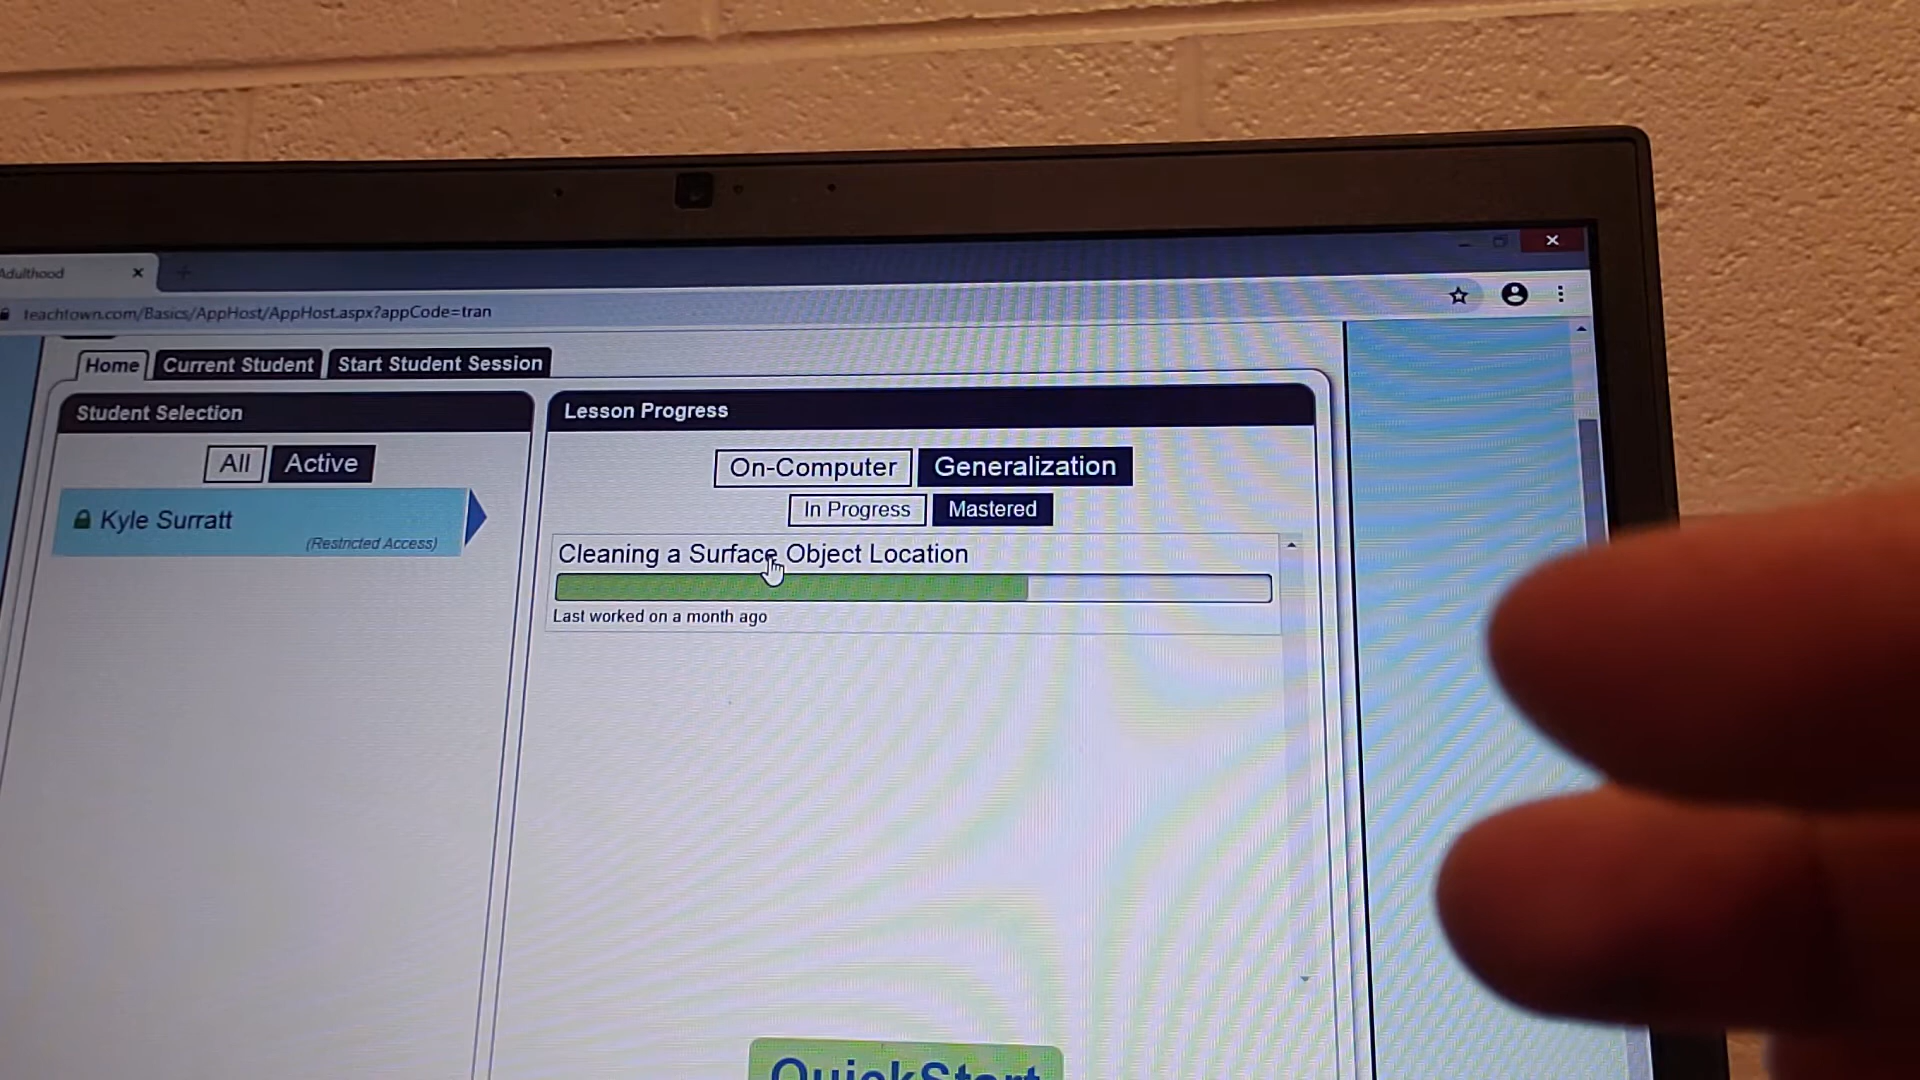 Adulthood
teachtown.com/Basics/AppHost/AppHost.aspx?appCode=tran
Home Current Student Start Student Session
Student Selection
All Active
Kyle Surratt
(Restricted Access)
Lesson Progress
On-Computer Generalization
In Progress Mastered
Cleaning a Surface Object Location
Last worked on a month ago
QuickStart